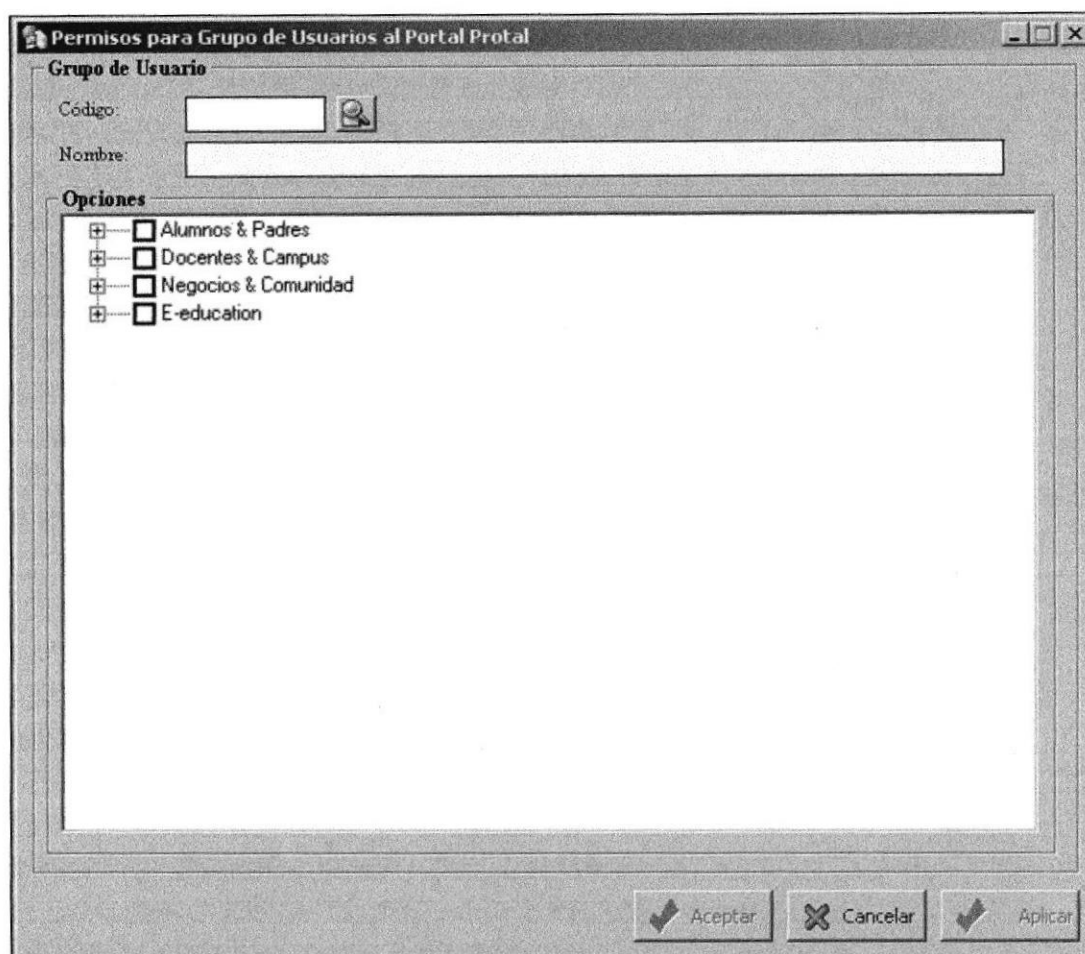 Permisos para Grupo de Usuarios al Portal Protal
Grupo de Usuario
Código:
Nombre:
Opciones
Alumnos & Padres
Docentes & Campus
Negocios & Comunidad
E-education
Aceptar Cancelar Aplicar